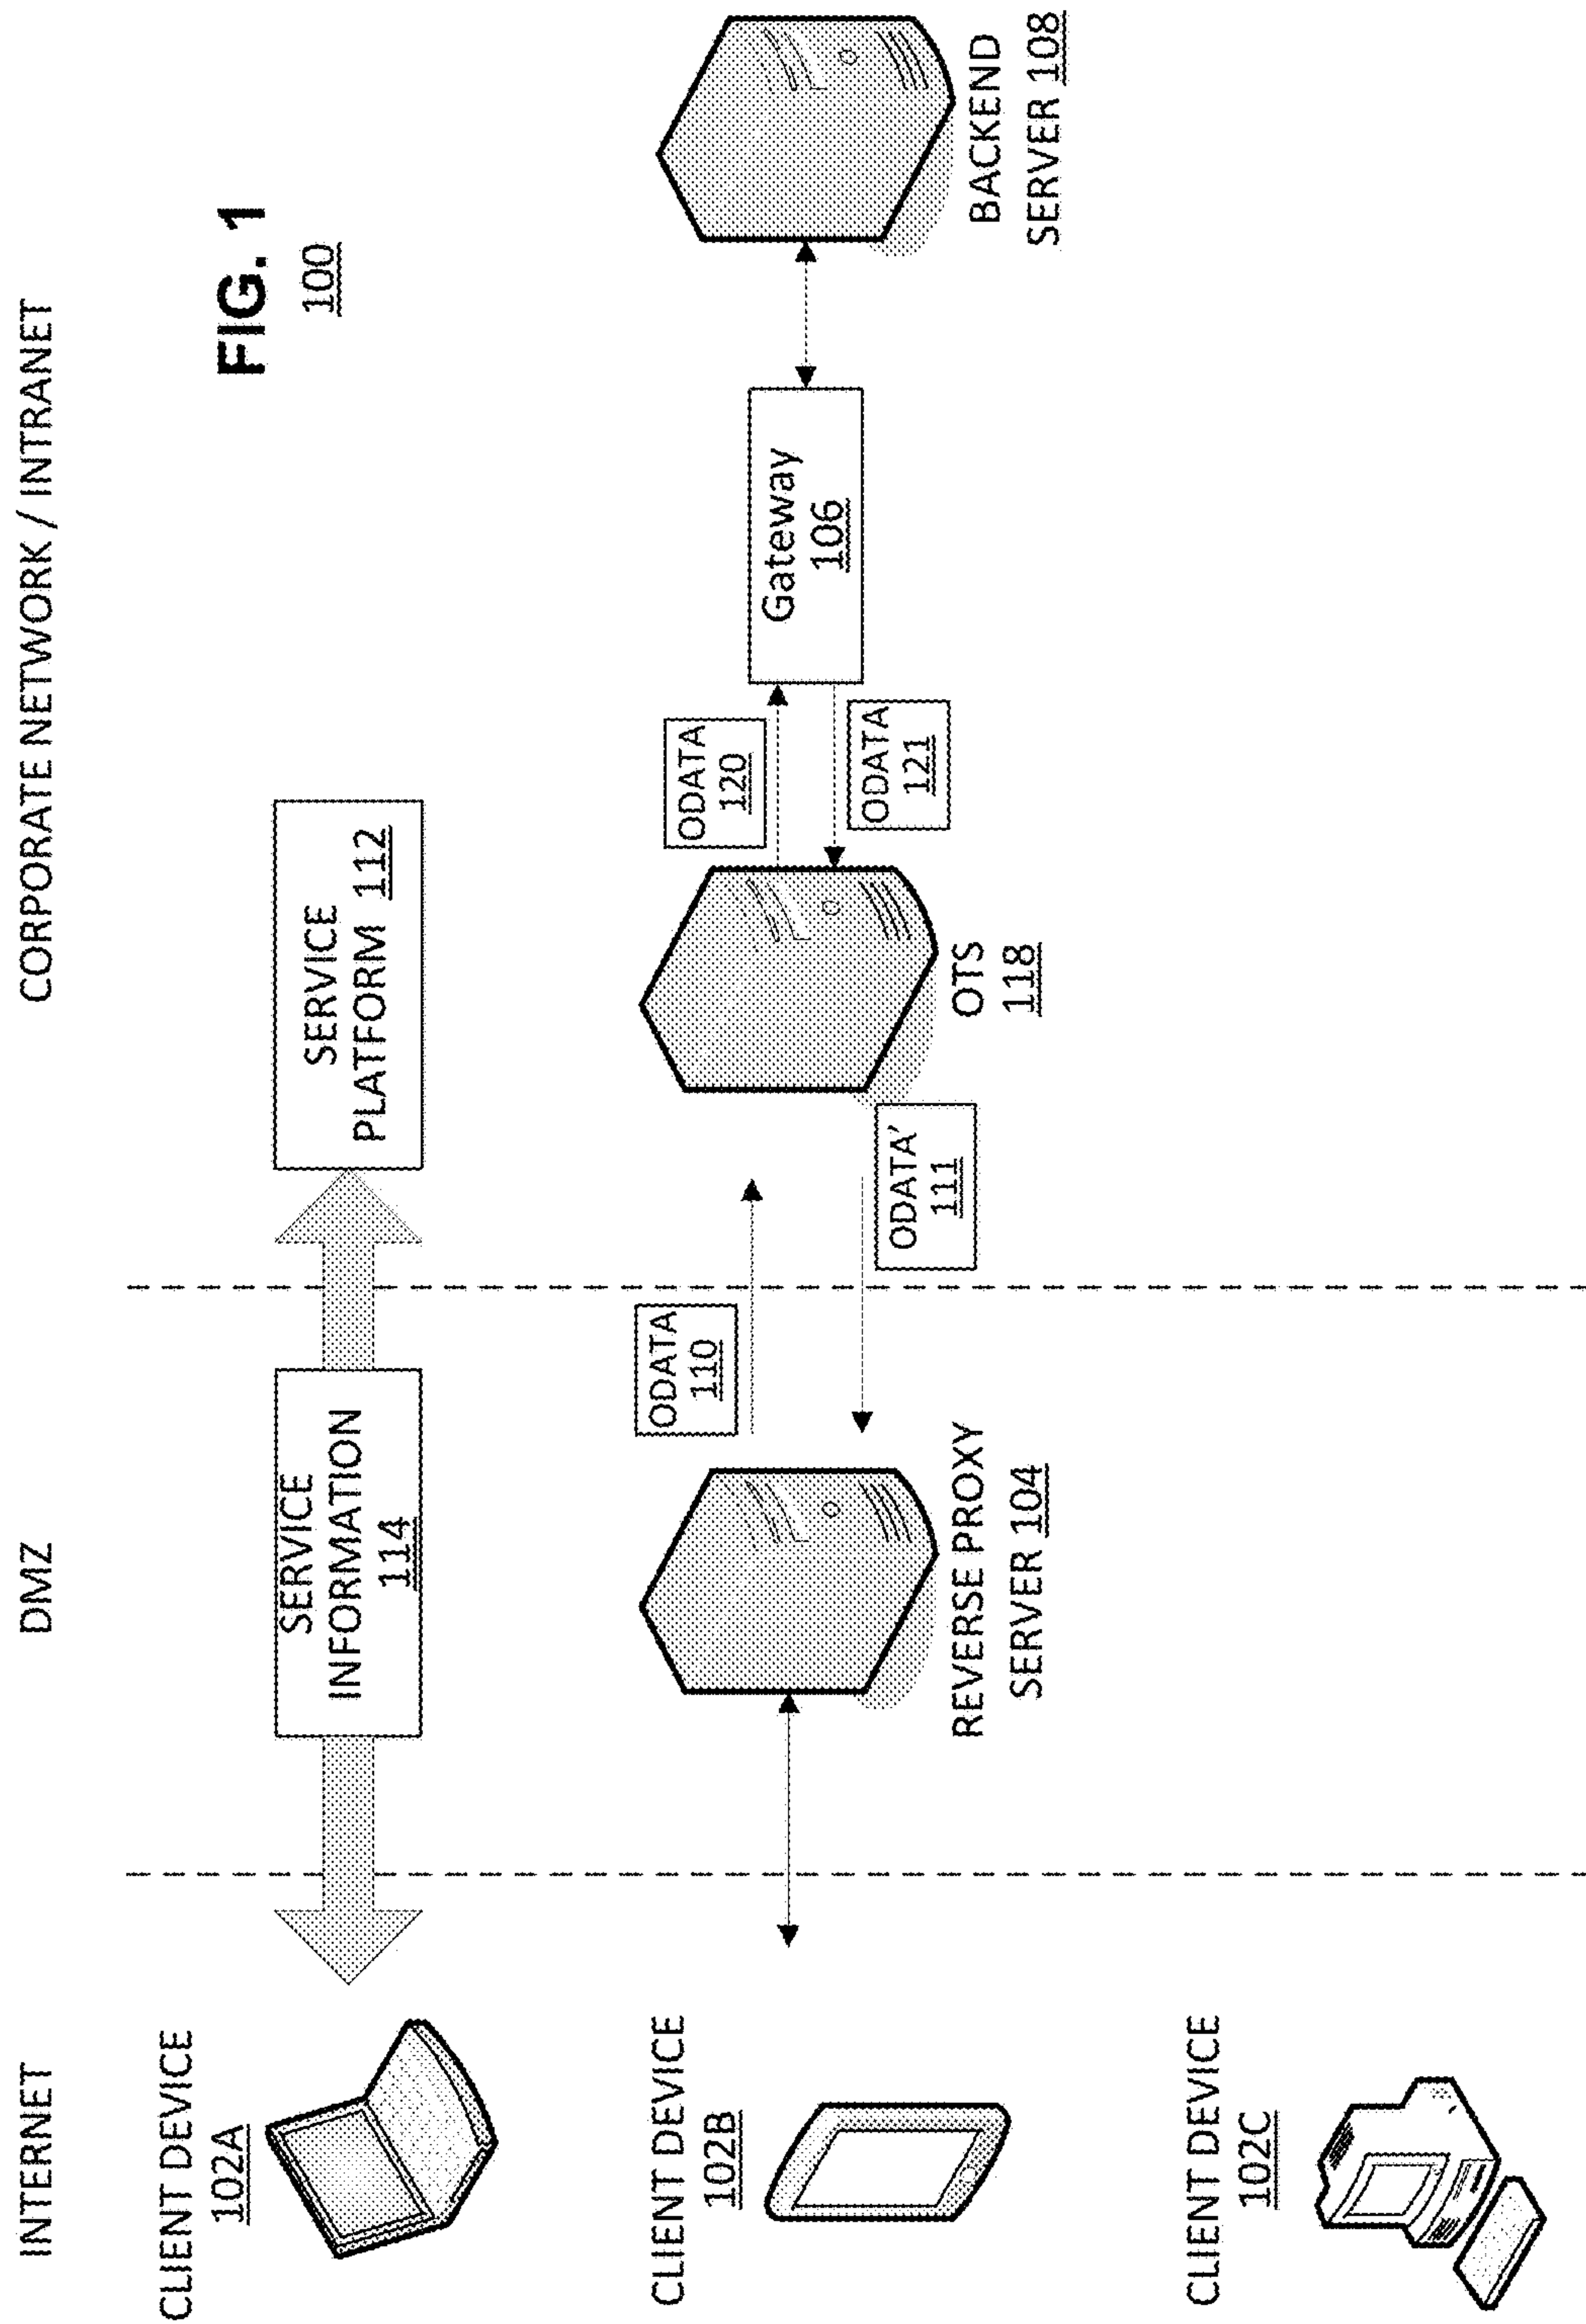 INTERNET
DMZ
CORPORATE NETWORK / INTRANET
FIG. 1
100
CLIENT DEVICE
102A
SERVICE
INFORMATION
114
SERVICE
PLATFORM 112
CLIENT DEVICE
102B
REVERSE PROXY
SERVER 104
ODATA
110
ODATA'
111
OTS
118
ODATA
120
ODATA
121
Gateway
106
BACKEND
SERVER 108
CLIENT DEVICE
102C